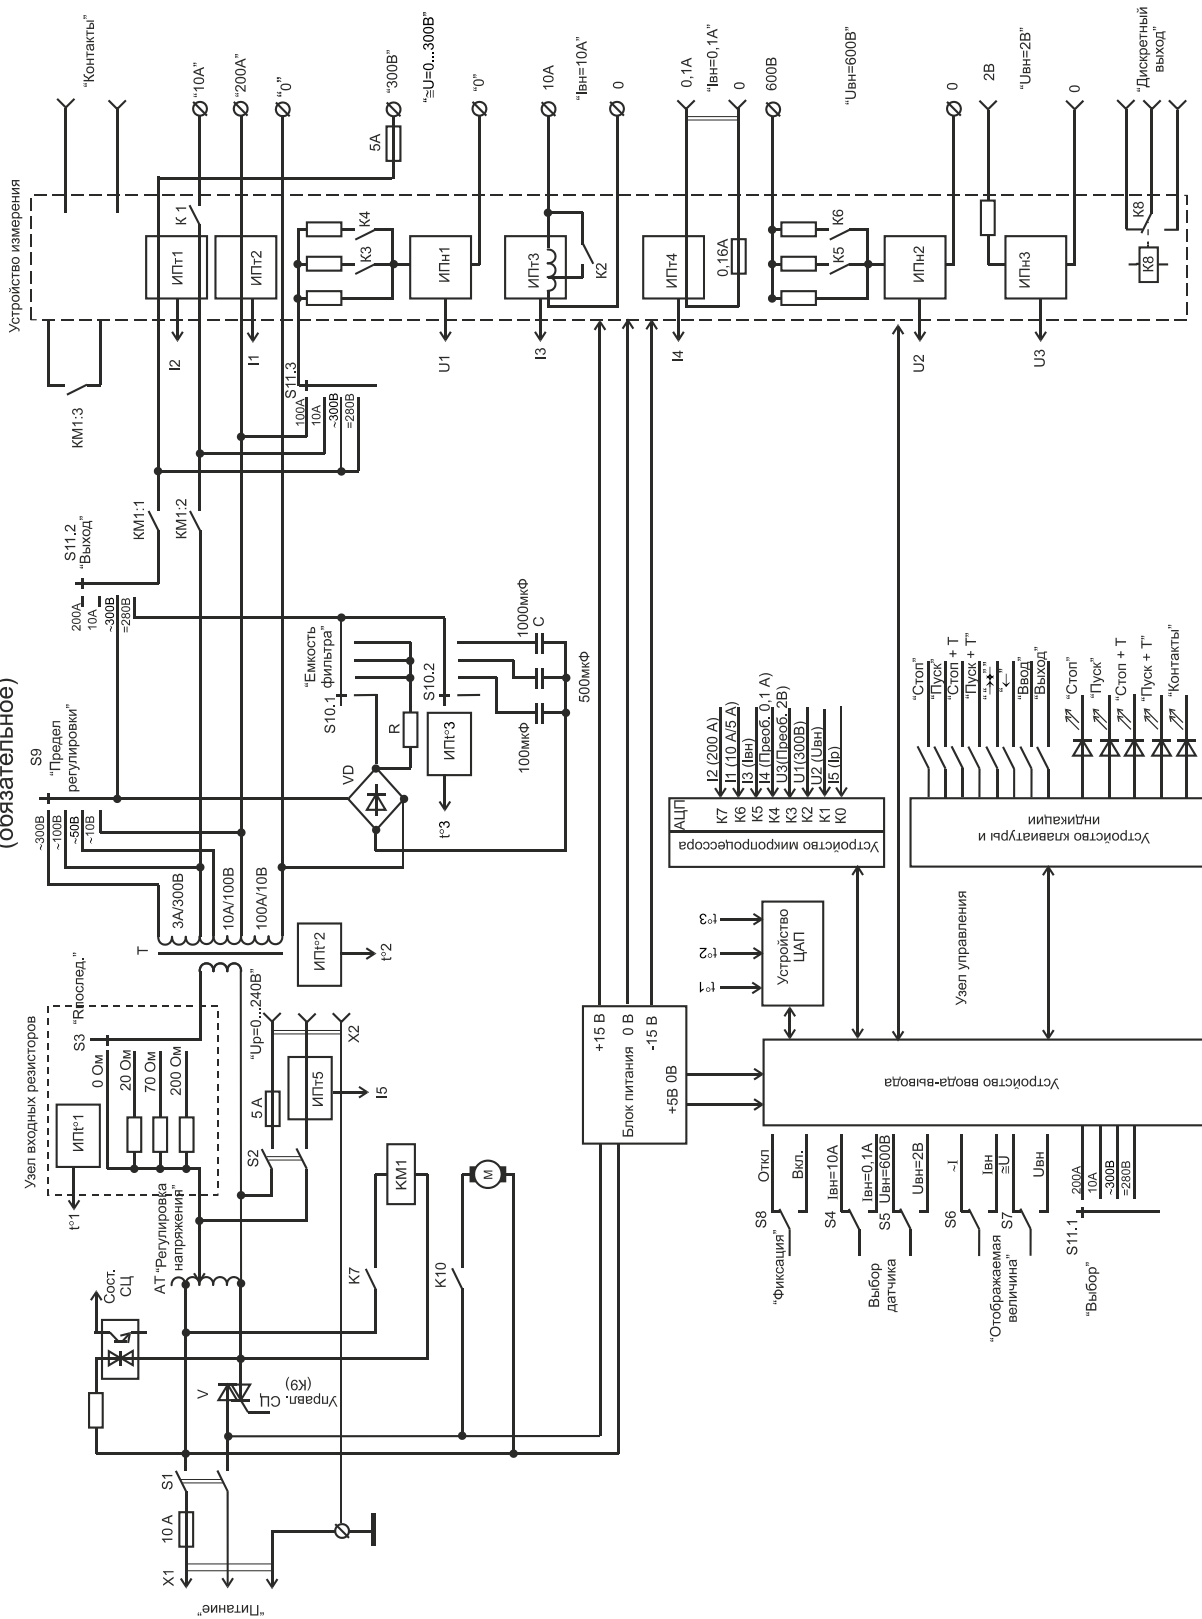 (обязательное)
Устройство измерения
"Контакты"
"10А"
"200А"
"0"
"300В"
5А
"≅U=0...300В"
"0"
10А
"Iвн=10А"
0
0,1А
"Iвн=0,1А"
0
600В
"Uвн=600В"
0
2В
"Uвн=2В"
0
"Дискретный
выход"
К 1
ИПт1
ИПт2
К4
К3
ИПн1
ИПт3
К2
ИПт4
0,16А
К6
К5
ИПн2
ИПн3
К8
К8
I2
I1
U1
I3
I4
U2
U3
КМ1:3
S11.3
100А
10А
~300В
=280В
КМ1:1
КМ1:2
S11.2
"Выход"
200А
10А
~300В
=280В
S9
"Предел
регулировки"
~300В
~100В
~50В
~10В
"Емкость
фильтра"
S10.1
S10.2
R
VD
ИПt°3
t°3
1000мкФ
С
500мкФ
100мкФ
Т
3А/300В
10А/100В
100А/10В
ИПt°2
t°2
Узел входных резисторов
S3 "Rпослед."
0 Ом
20 Ом
70 Ом
200 Ом
ИПt°1
t°1
"Uр=0...240В"
Х2
5 А
ИПт5
I5
S2
АТ "Регулировка
напряжения"
КМ1
М
К7
К10
Сост.
СЦ
V
Управл. СЦ
(К9)
S1
10 А
Х1
"Питание"
Блок питания
+15 В
0 В
-15 В
+5В 0В
Устройство
ЦАП
t°1
t°2
t°3
Устройство микропроцессора
АЦП
К7
К6
К5
К4
К3
К2
К1
К0
I2 (200 А)
I1 (10 А/5 А)
I3 (Iвн)
I4 (Преоб. 0,1 А)
U3(Преоб. 2В)
U1(300В)
U2 (Uвн)
I5 (Iр)
Узел управления
Устройство клавиатуры и
индикации
"Стоп"
"Пуск"
"Стоп + Т
"Пуск + Т"
"Ввод"
"Выход"
"Стоп"
"Пуск"
"Стоп + Т
"Пуск + Т"
"Контакты"
Устройство ввода-вывода
S8
"Фиксация"
Откл
Вкл.
S4
Iвн=10А
Iвн=0,1А
S5
Uвн=600В
Uвн=2В
Выбор
датчика
S6
~I
Iвн
S7
≅U
Uвн
"Отображаемая
величина"
S11.1
"Выбор"
200А
10А
~300В
=280В